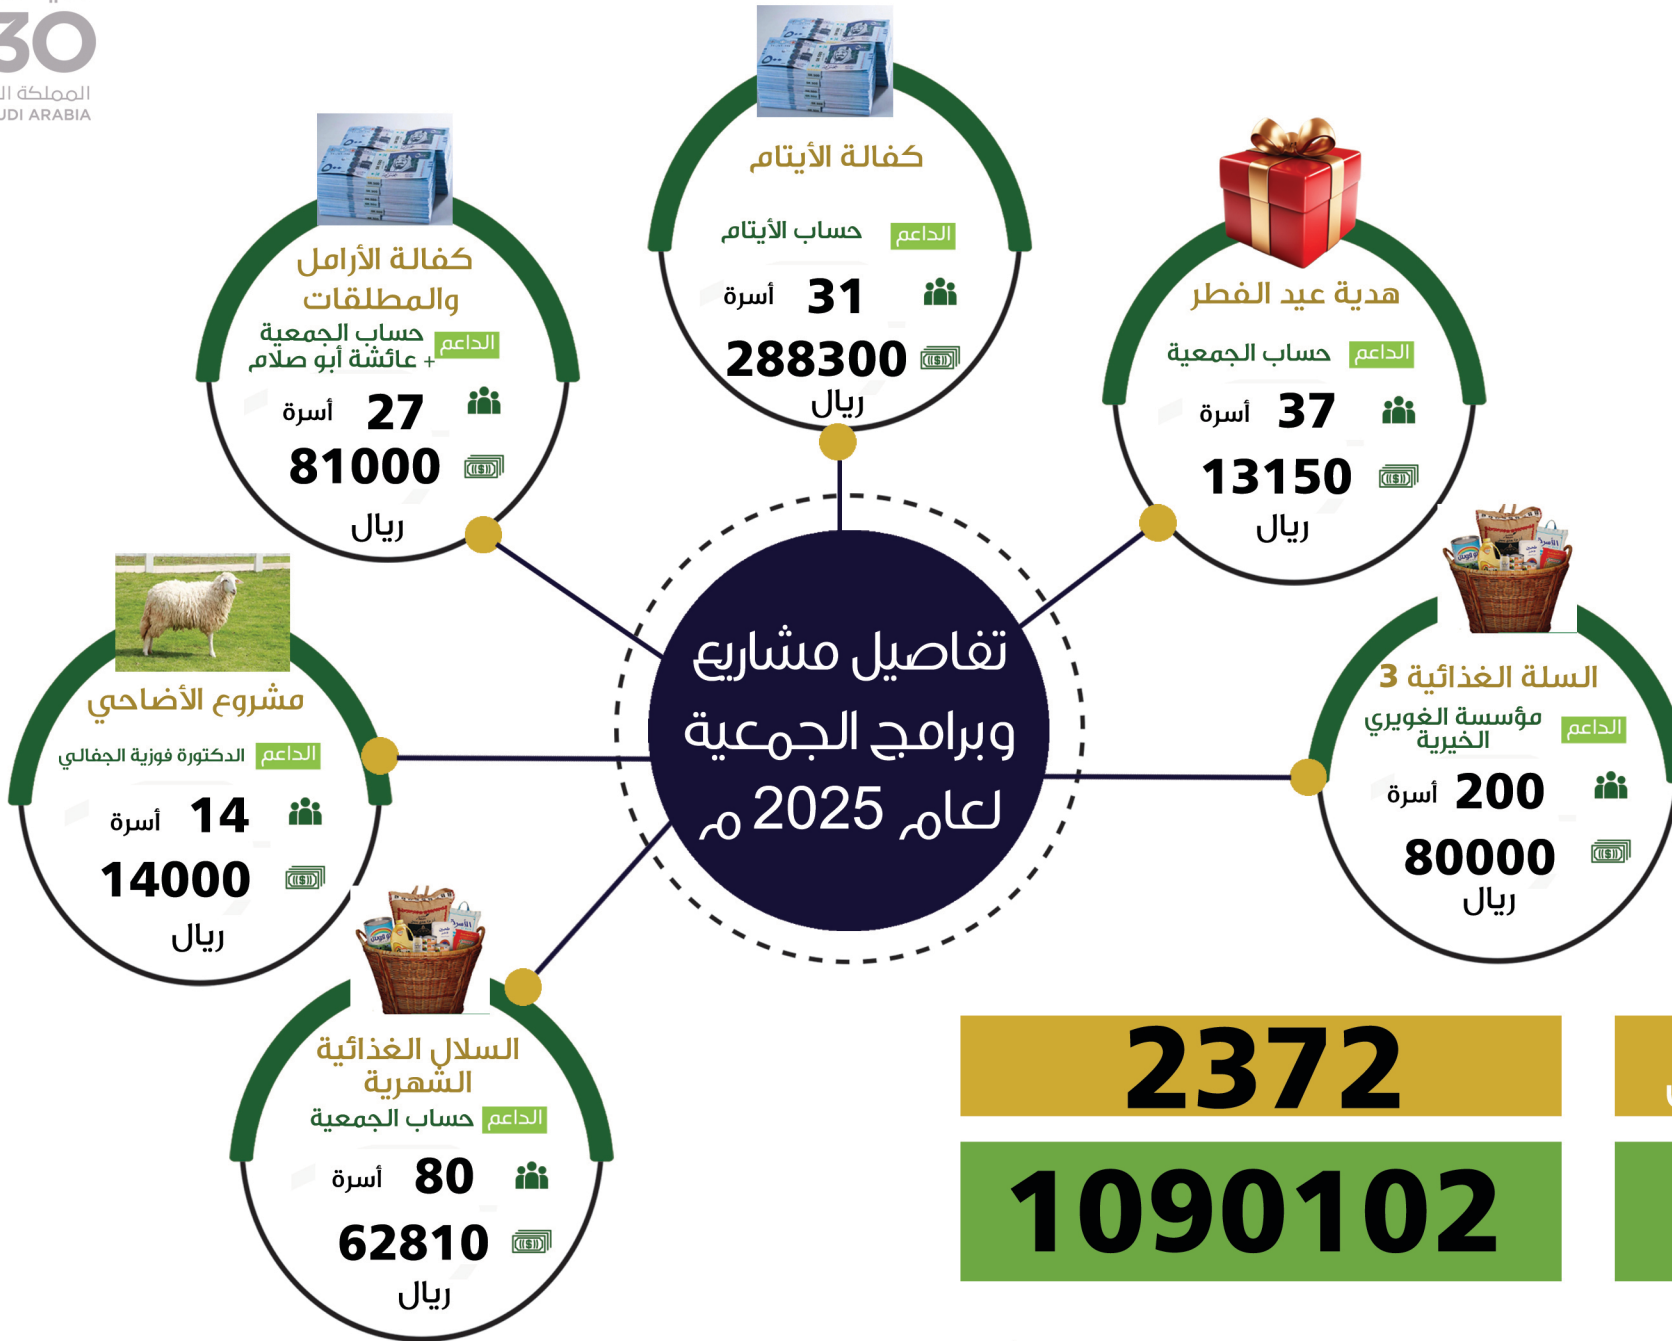 30
SAUDI ARABIA
كفالة الأيتام
الداعم حساب الأيتام
31 أسرة
288300
ريال
هدية عيد الفطر
الداعم حساب الجمعية
37 أسرة
13150
ريال
كفالة الأرامل
والمطلقات
الداعم حساب الجمعية
+ عائشة أبو صلام
27 أسرة
81000
ريال
السلة الغذائية 3
الداعم مؤسسة الغويري
الخيرية
200 أسرة
80000
ريال
مشروع الأضاحي
الداعم الدكتورة فوزية الجفالي
14 أسرة
14000
ريال
السلال الغذائية
الشهرية
الداعم حساب الجمعية
80 أسرة
62810
ريال
تفاصيل مشاريع
وبرامج الجمعية
لعام 2025 م
2372
1090102